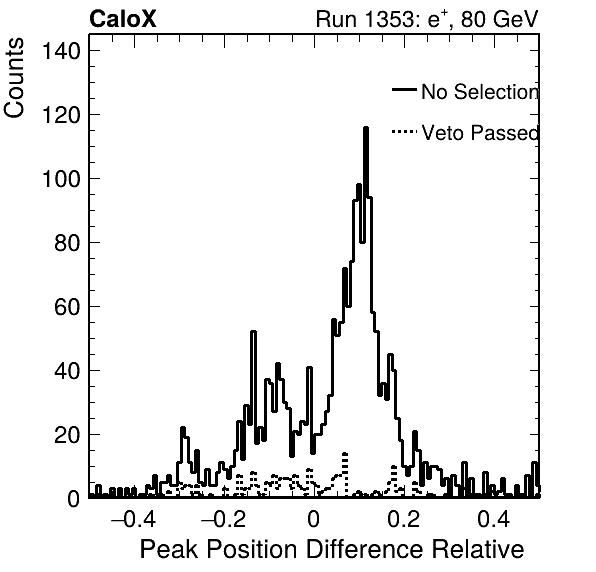 CaloX Run 1353: e+, 80 GeV
Counts
No Selection
Veto Passed
140
120
100
80
60
40
20
0
−0.4 −0.2 0 0.2 0.4
Peak Position Difference Relative